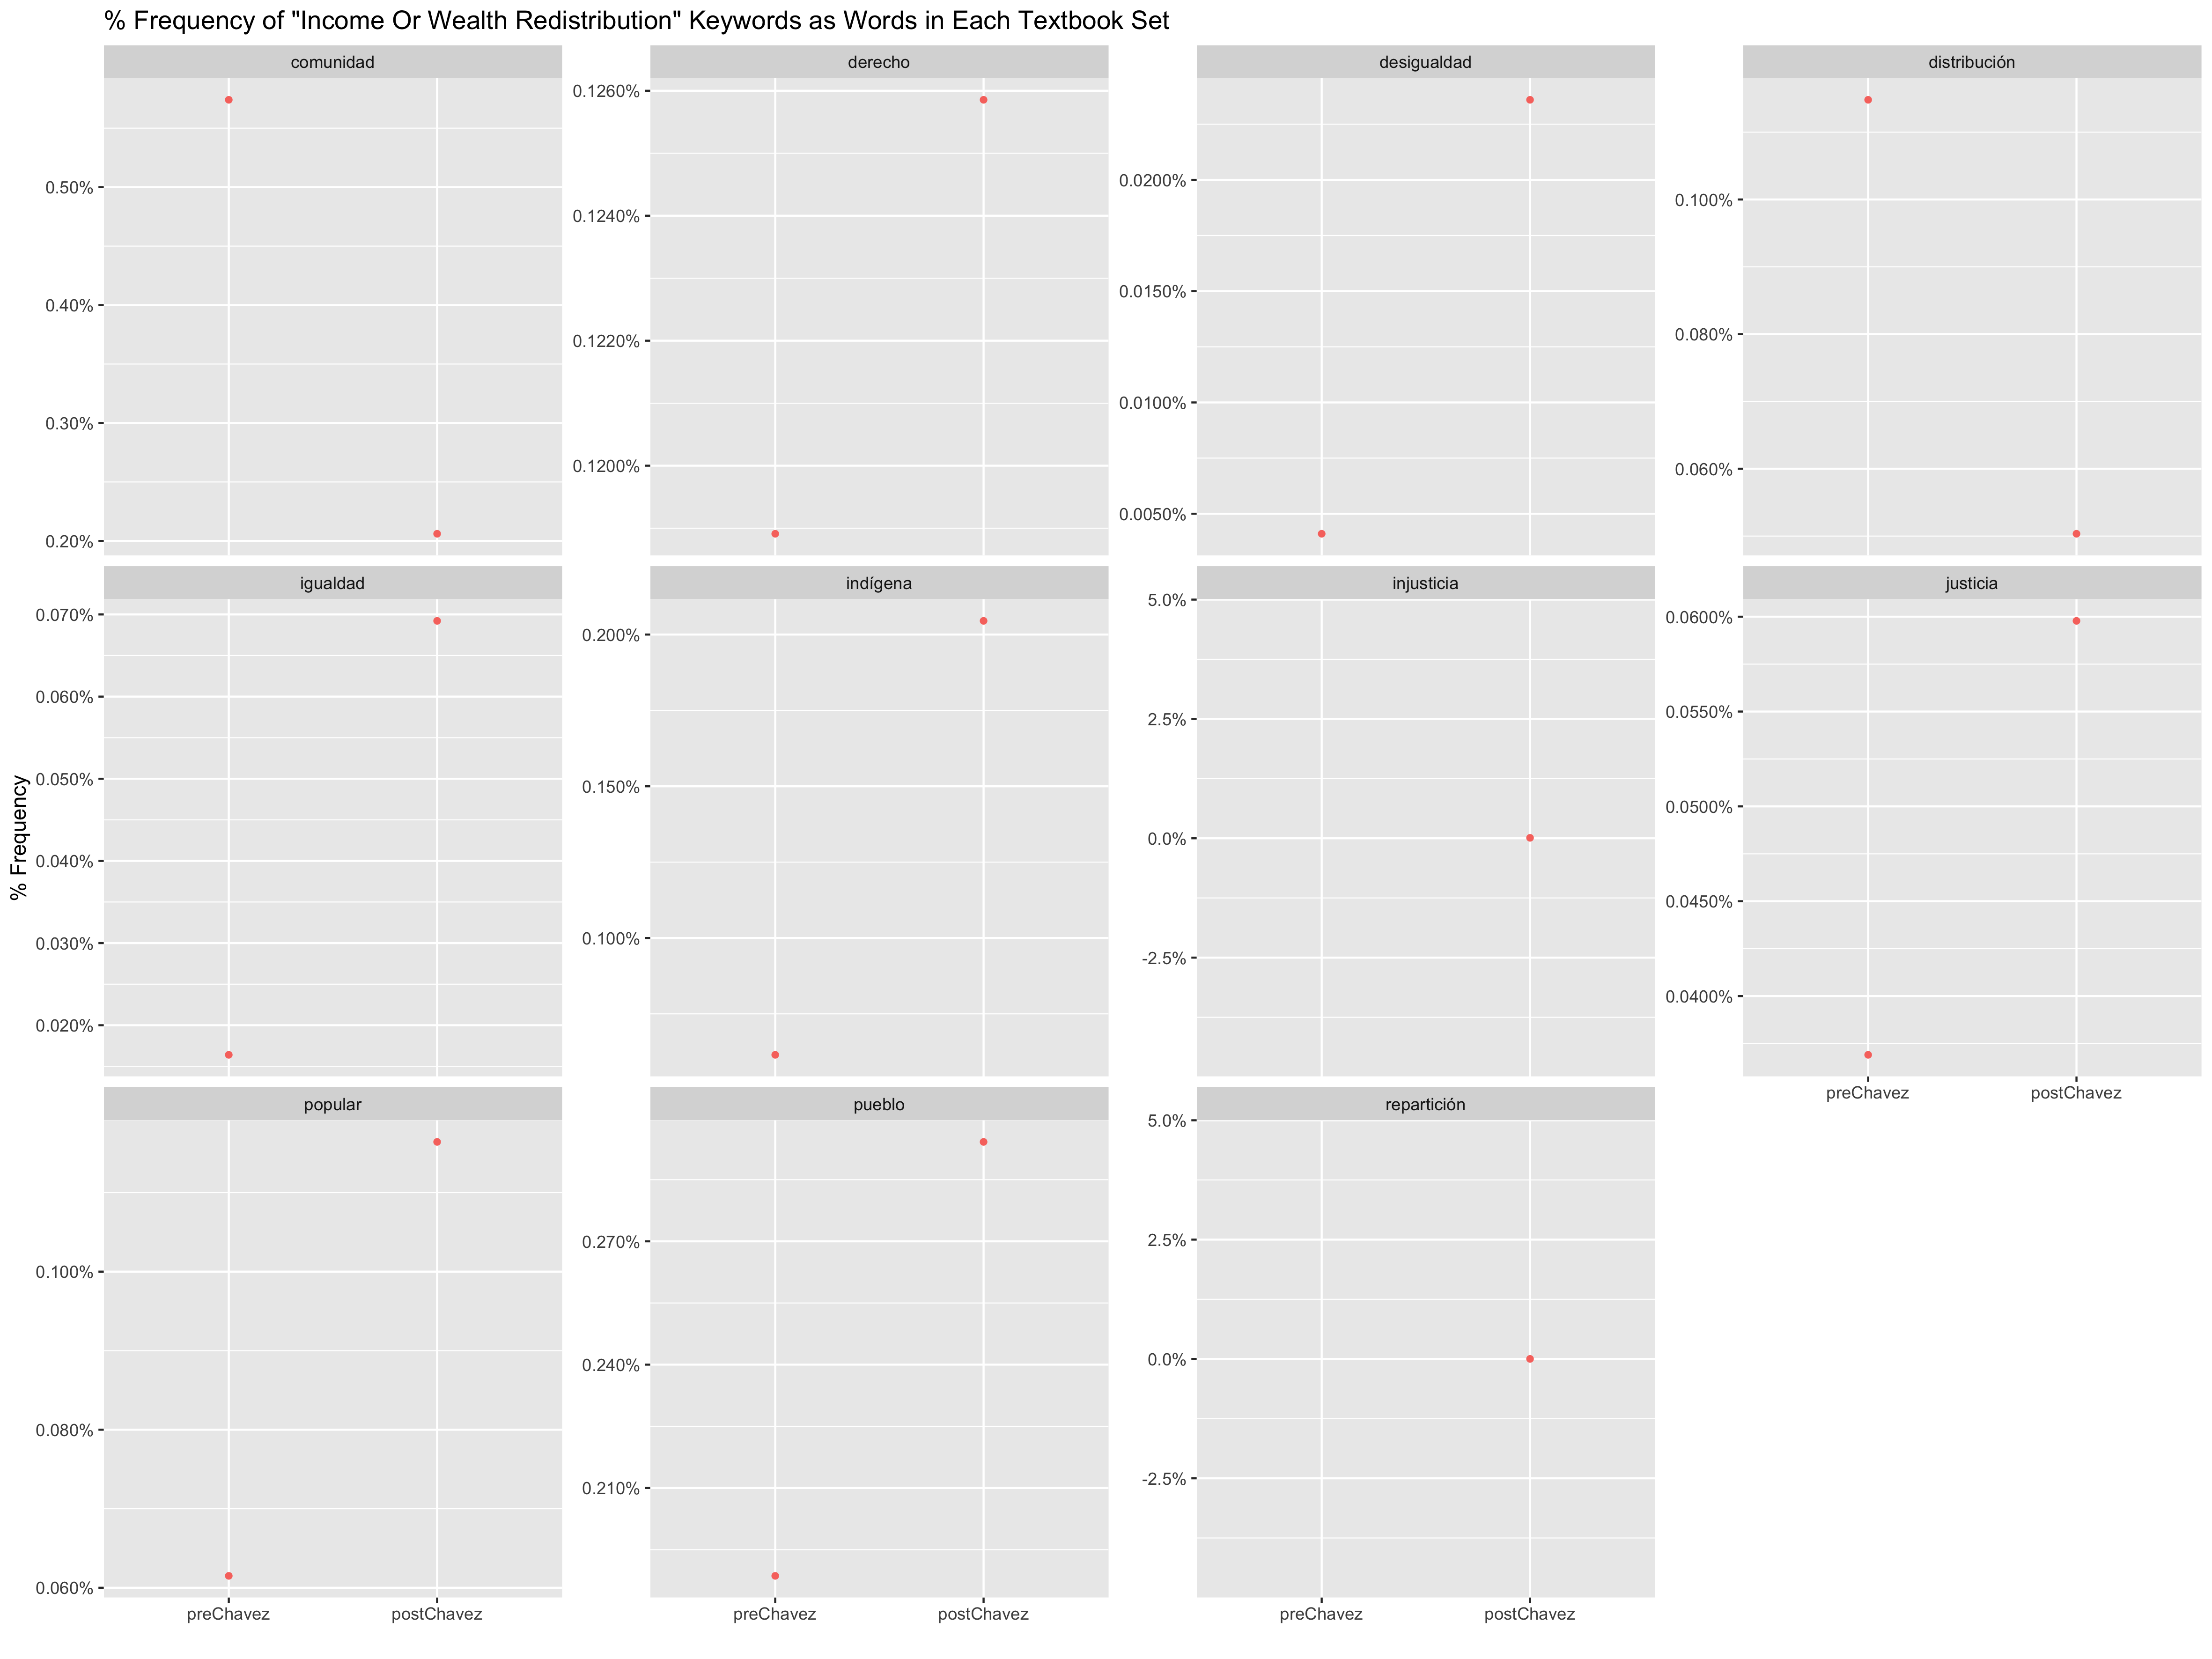 % Frequency of "Income Or Wealth Redistribution" Keywords as Words in Each Textbook Set
comunidad
derecho
desigualdad
distribución
0.50%
0.40%
0.30%
0.20%
0.1260%
0.1240%
0.1220%
0.1200%
0.0200%
0.0150%
0.0100%
0.0050%
0.100%
0.080%
0.060%
igualdad
indígena
injusticia
justicia
0.070%
0.060%
0.050%
0.040%
0.030%
0.020%
0.200%
0.150%
0.100%
5.0%
2.5%
0.0%
-2.5%
0.0600%
0.0550%
0.0500%
0.0450%
0.0400%
preChavez postChavez
% Frequency
popular
pueblo
repartición
0.100%
0.080%
0.060%
0.270%
0.240%
0.210%
5.0%
2.5%
0.0%
-2.5%
preChavez postChavez
preChavez postChavez
preChavez postChavez